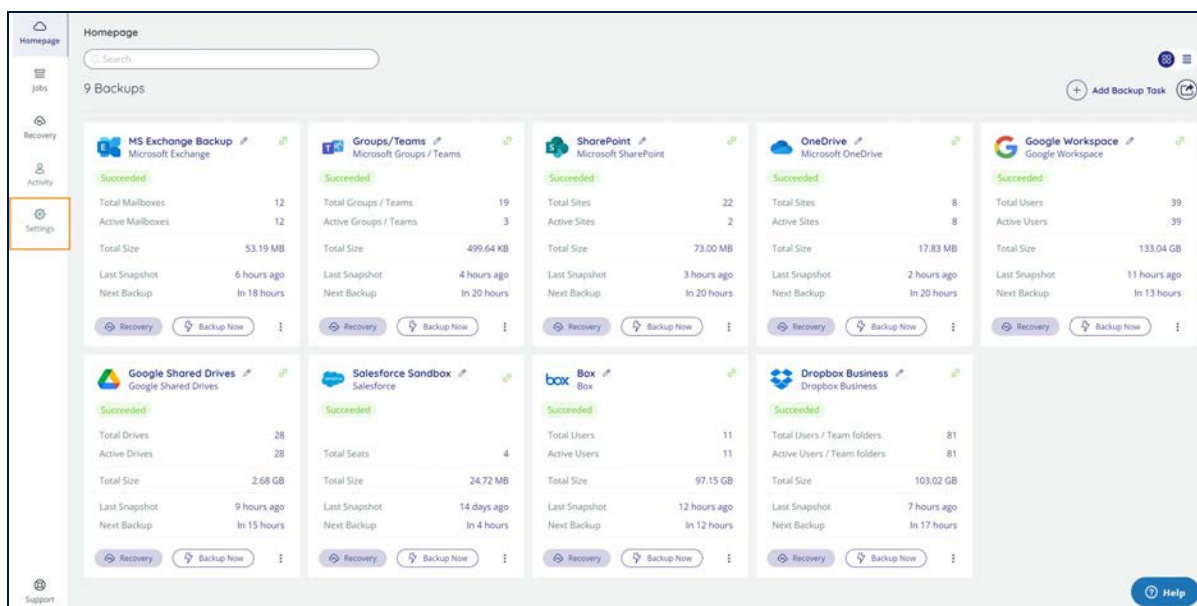 Homepage
Jobs
Recovery
Activity
Settings
Support
Homepage
Search
9 Backups
Add Backup Task
MS Exchange Backup
Microsoft Exchange
Succeeded
Total Mailboxes 12
Active Mailboxes 12
Total Size 53.19 MB
Last Snapshot 6 hours ago
Next Backup In 18 hours
Recovery Backup Now
Groups/Teams
Microsoft Groups / Teams
Succeeded
Total Groups / Teams 19
Active Groups / Teams 3
Total Size 499.64 KB
Last Snapshot 4 hours ago
Next Backup In 20 hours
Recovery Backup Now
SharePoint
Microsoft SharePoint
Succeeded
Total Sites 22
Active Sites 2
Total Size 73.00 MB
Last Snapshot 3 hours ago
Next Backup In 20 hours
Recovery Backup Now
OneDrive
Microsoft OneDrive
Succeeded
Total Sites 8
Active Sites 8
Total Size 17.83 MB
Last Snapshot 2 hours ago
Next Backup In 20 hours
Recovery Backup Now
Google Workspace
Google Workspace
Succeeded
Total Users 39
Active Users 39
Total Size 133.04 GB
Last Snapshot 11 hours ago
Next Backup In 13 hours
Recovery Backup Now
Google Shared Drives
Google Shared Drives
Succeeded
Total Drives 28
Active Drives 28
Total Size 2.68 GB
Last Snapshot 9 hours ago
Next Backup In 15 hours
Recovery Backup Now
Salesforce Sandbox
Salesforce
Succeeded
Total Seats 4
Total Size 24.72 MB
Last Snapshot 14 days ago
Next Backup In 4 hours
Recovery Backup Now
box
Box
Box
Succeeded
Total Users 11
Active Users 11
Total Size 97.15 GB
Last Snapshot 12 hours ago
Next Backup In 12 hours
Recovery Backup Now
Dropbox Business
Dropbox Business
Succeeded
Total Users / Team folders 81
Active Users / Team folders 81
Total Size 103.02 GB
Last Snapshot 7 hours ago
Next Backup In 17 hours
Recovery Backup Now
Help